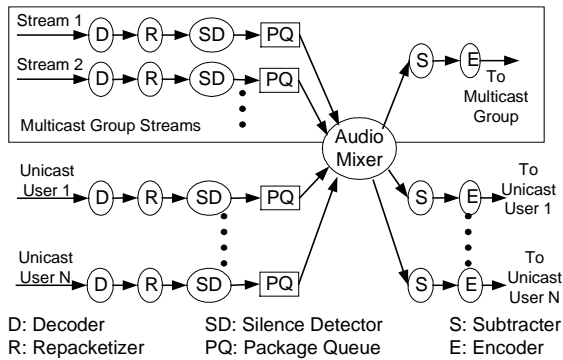 Stream 1
D R SD PQ
Stream 2
D R SD PQ
S E
To
Multicast
Group
Multicast Group Streams
Audio
Mixer
Unicast
User 1
D R SD PQ
S E
To
Unicast
User 1
Unicast
User N
D R SD PQ
S E
To
Unicast
User N
D: Decoder SD: Silence Detector S: Subtracter
R: Repacketizer PQ: Package Queue E: Encoder